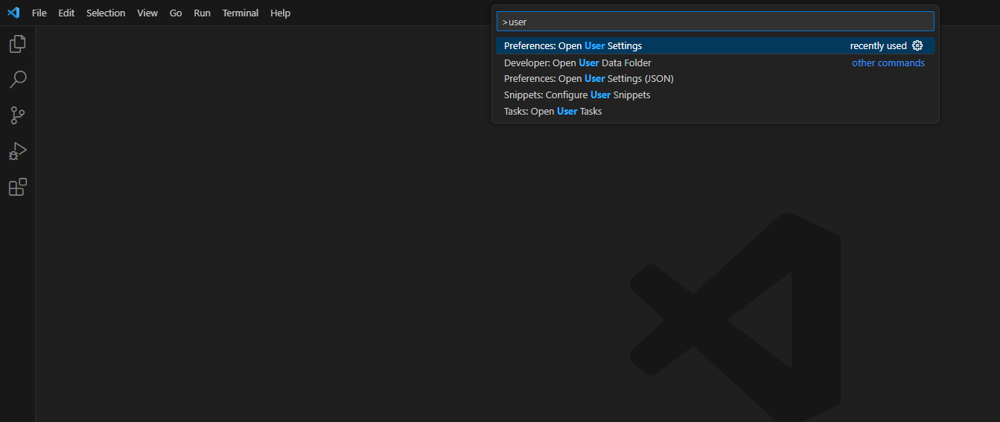 File Edit Selection View Go Run Terminal Help
>user
Preferences: Open User Settings recently used
Developer: Open User Data Folder other commands
Preferences: Open User Settings (JSON)
Snippets: Configure User Snippets
Tasks: Open User Tasks